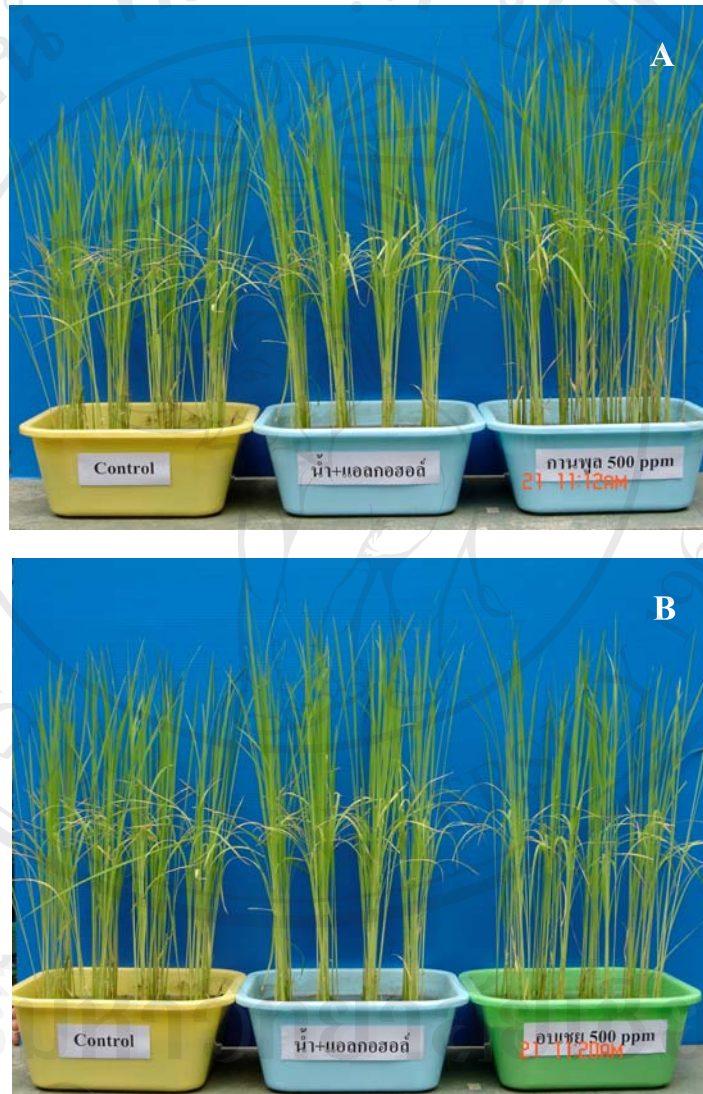 A
Control
น้ำ+แอลกอฮอล์
กานพูล 500 ppm
21 11:12AM
B
Control
น้ำ+แอลกอฮอล์
อบเชย 500 ppm
21 11:20AM